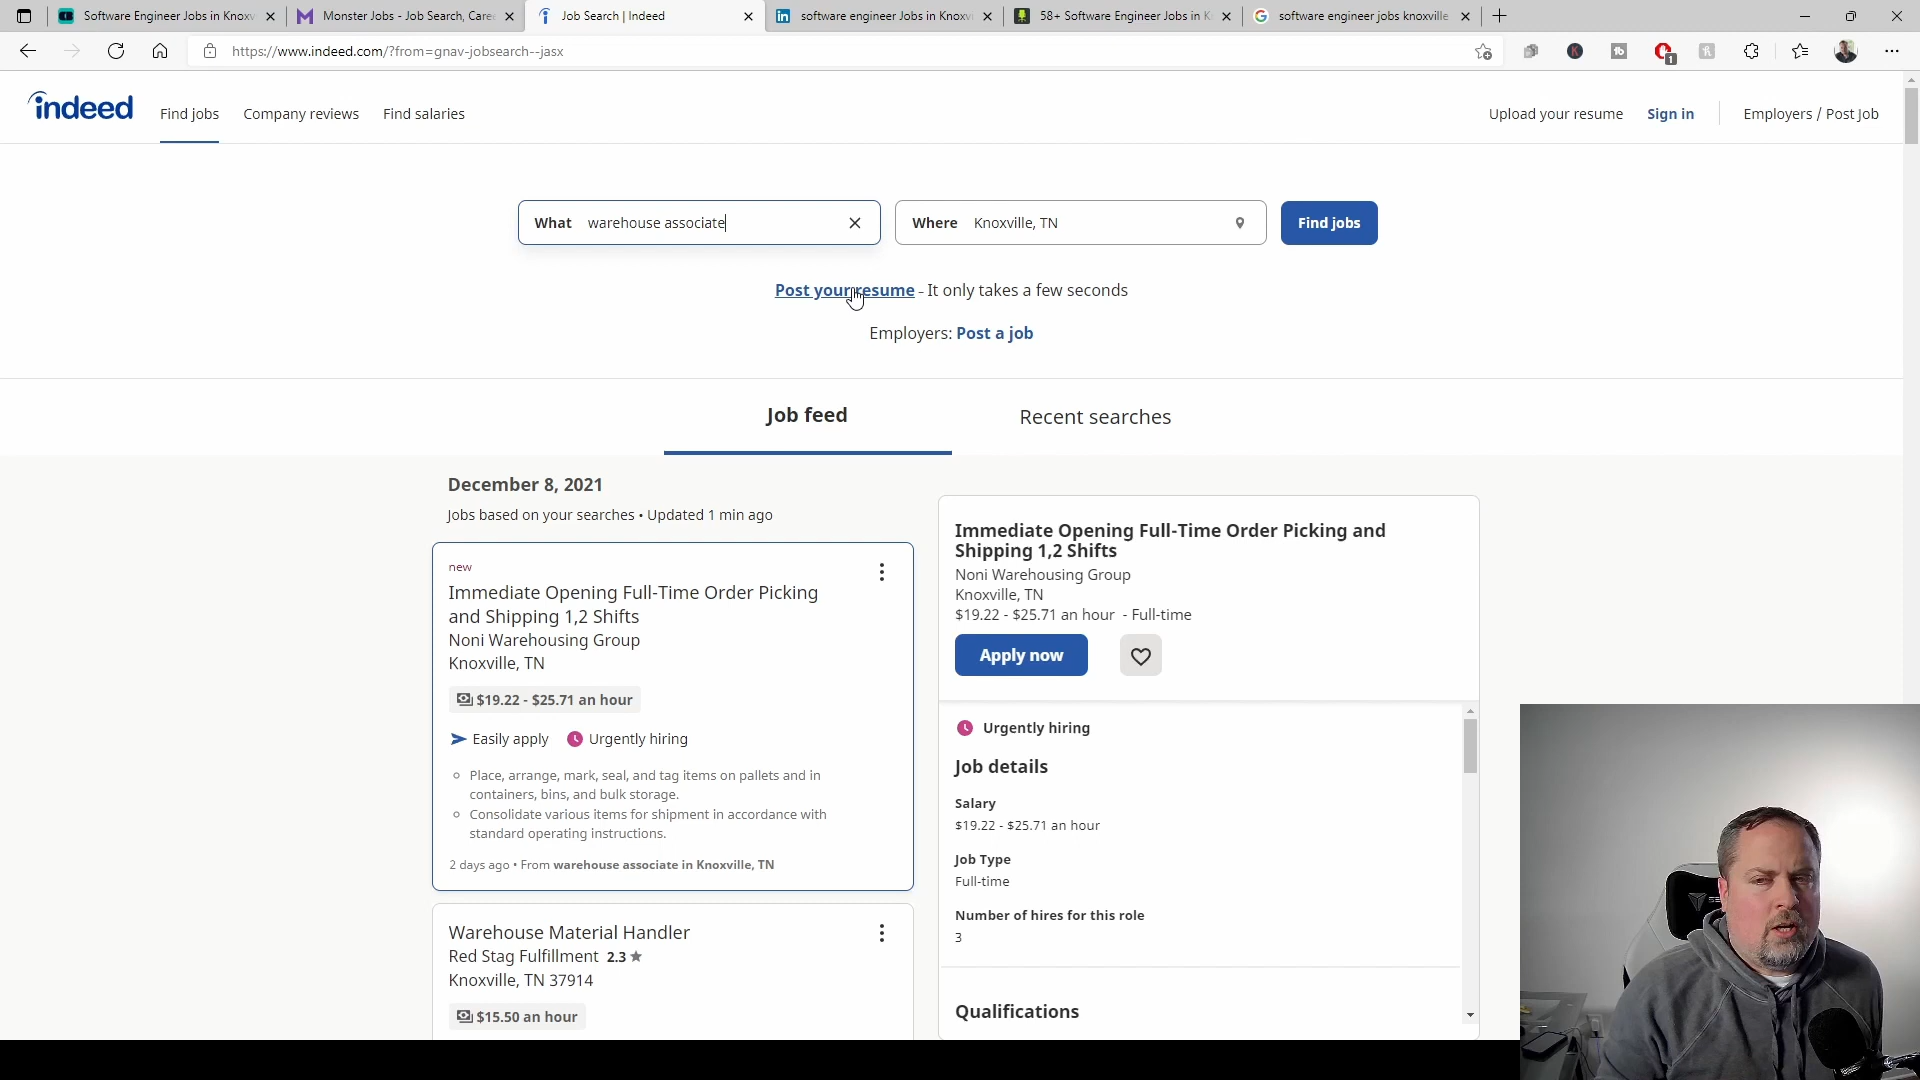 Software Engineer Jobs in Knoxv
Monster Jobs - Job Search, Caree
Job Search | Indeed
software engineer Jobs in Knoxvi
58+ Software Engineer Jobs in K
software engineer jobs knoxville
https://www.indeed.com/?from=gnav-jobsearch--jasx
1
indeed
Find jobs
Company reviews
Find salaries
Upload your resume
Sign in
Employers / Post Job
What warehouse associate
Where Knoxville, TN
Find jobs
Post your resume - It only takes a few seconds
Employers: Post a job
Job feed
Recent searches
December 8, 2021
Jobs based on your searches • Updated 1 min ago
new
Immediate Opening Full-Time Order Picking
and Shipping 1,2 Shifts
Noni Warehousing Group
Knoxville, TN
$19.22 - $25.71 an hour
Easily apply
Urgently hiring
Place, arrange, mark, seal, and tag items on pallets and in
containers, bins, and bulk storage.
Consolidate various items for shipment in accordance with
standard operating instructions.
2 days ago • From warehouse associate in Knoxville, TN
Warehouse Material Handler
Red Stag Fulfillment 2.3
Knoxville, TN 37914
$15.50 an hour
Immediate Opening Full-Time Order Picking and
Shipping 1,2 Shifts
Noni Warehousing Group
Knoxville, TN
$19.22 - $25.71 an hour - Full-time
Apply now
Urgently hiring
Job details
Salary
$19.22 - $25.71 an hour
Job Type
Full-time
Number of hires for this role
3
Qualifications